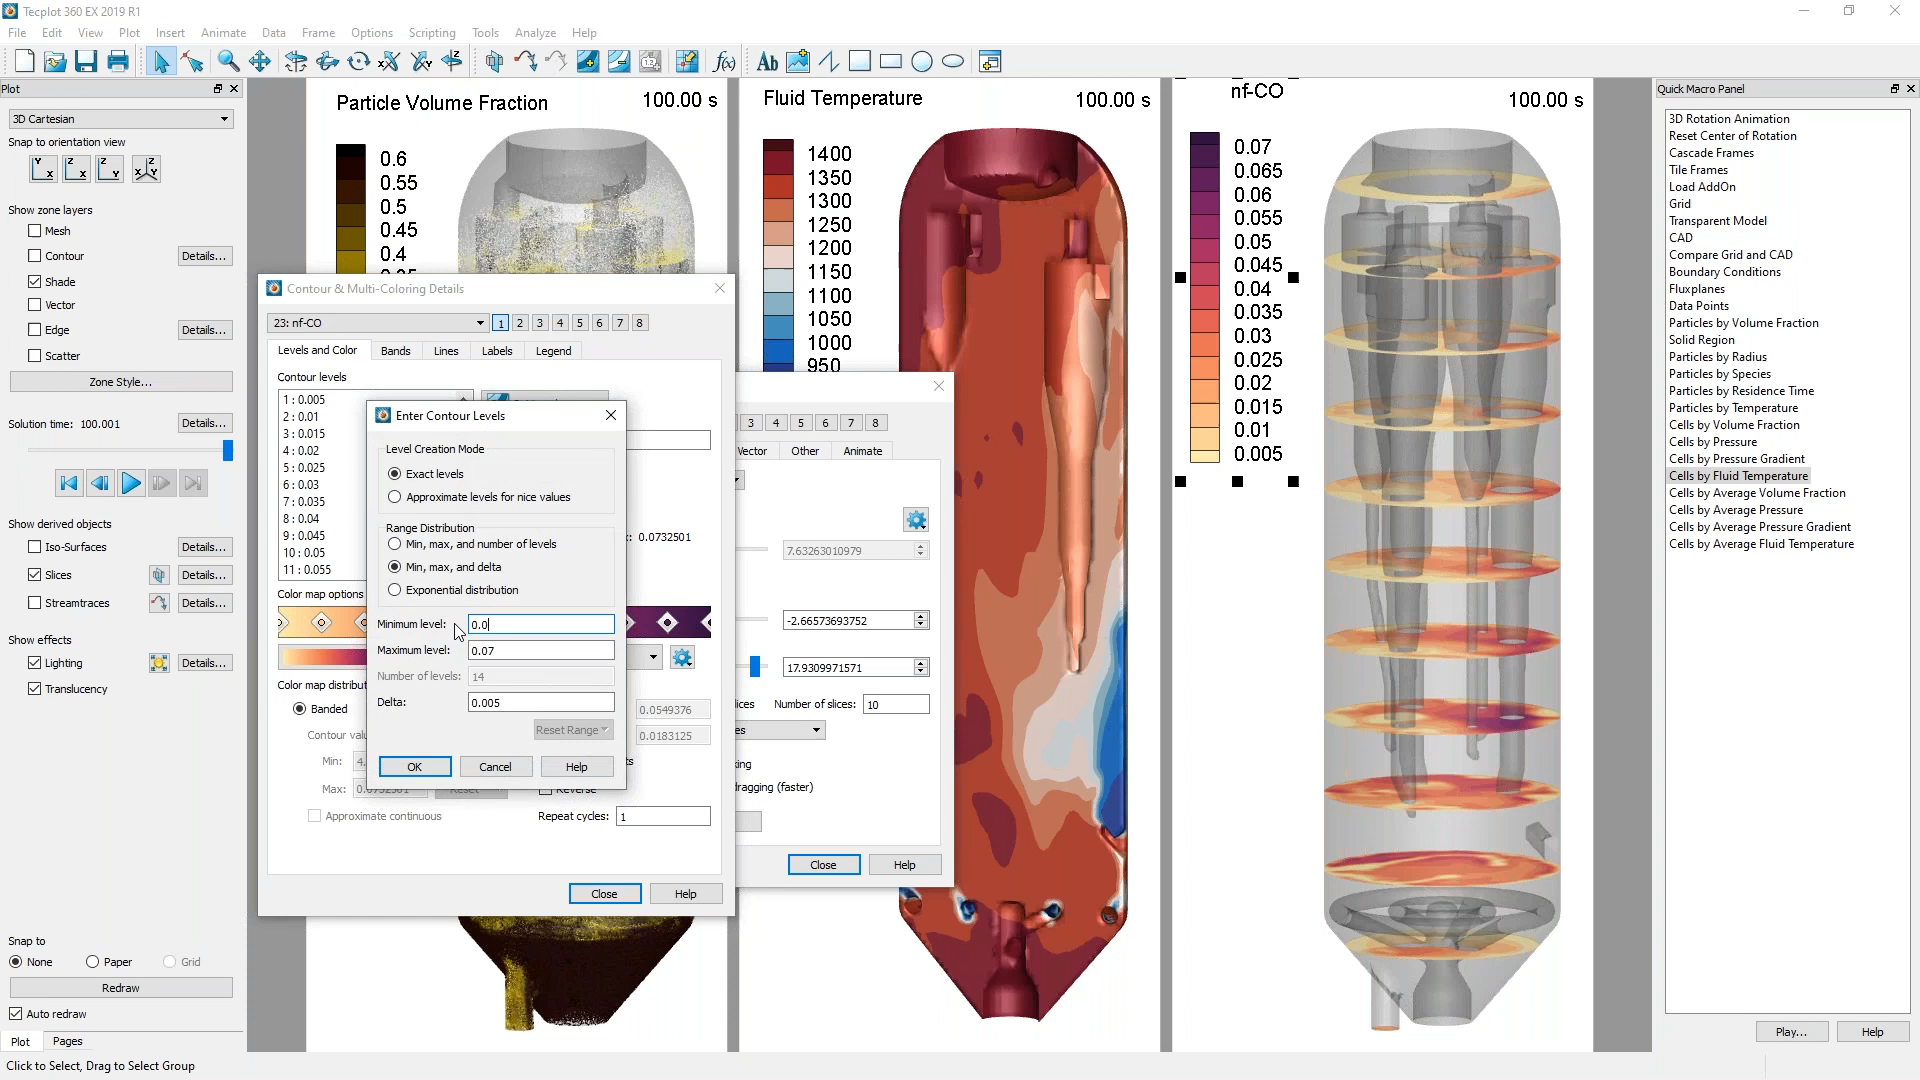 Tecplot 360 EX 2019 R1
File Edit View Plot Insert Animate Data Frame Options Scripting Tools Analyze Help
Plot
3D Cartesian
Snap to orientation view
Show zone layers
Mesh
Contour Details...
Shade
Vector
Edge Details...
Scatter
Zone Style...
Solution time: 100.001 Details...
Show derived objects
Iso-Surfaces Details...
Slices Details...
Streamtraces Details...
Show effects
Lighting Details...
Translucency
Snap to
None Paper Grid
Redraw
Auto redraw
Plot Pages
Click to Select, Drag to Select Group
Particle Volume Fraction 100.00 s
0.6
0.55
0.5
0.45
0.4
Contour & Multi-Coloring Details
23: nf-CO 1 2 3 4 5 6 7 8
Levels and Color Bands Lines Labels Legend
Contour levels
1 : 0.005
2 : 0.01
3 : 0.015
4 : 0.02
5 : 0.025
6 : 0.03
7 : 0.035
8 : 0.04
9 : 0.045
10 : 0.05
11 : 0.055
0.0732501
Color map options
Color map distribut
Banded 0.0549376
Contour valu 0.0183125
Min: 4.
Max:
Reverse
Approximate continuous Repeat cycles: 1
Close Help
Enter Contour Levels
Level Creation Mode
Exact levels
Approximate levels for nice values
Range Distribution
Min, max, and number of levels
Min, max, and delta
Exponential distribution
Minimum level: 0.0
Maximum level: 0.07
Number of levels: 14
Delta: 0.005
Reset Range
OK Cancel Help
3 4 5 6 7 8
Vector Other Animate
7.63263010979
-2.66573693752
17.9309971571
lices Number of slices: 10
es
king
dragging (faster)
Close Help
Fluid Temperature 100.00 s
1400
1350
1300
1250
1200
1150
1100
1050
1000
950
nf-CO 100.00 s
0.07
0.065
0.06
0.055
0.05
0.045
0.04
0.035
0.03
0.025
0.02
0.015
0.01
0.005
Quick Macro Panel
3D Rotation Animation
Reset Center of Rotation
Cascade Frames
Tile Frames
Load AddOn
Grid
Transparent Model
CAD
Compare Grid and CAD
Boundary Conditions
Fluxplanes
Data Points
Particles by Volume Fraction
Solid Region
Particles by Radius
Particles by Species
Particles by Residence Time
Particles by Temperature
Cells by Volume Fraction
Cells by Pressure
Cells by Pressure Gradient
Cells by Fluid Temperature
Cells by Average Volume Fraction
Cells by Average Pressure
Cells by Average Pressure Gradient
Cells by Average Fluid Temperature
Play... Help